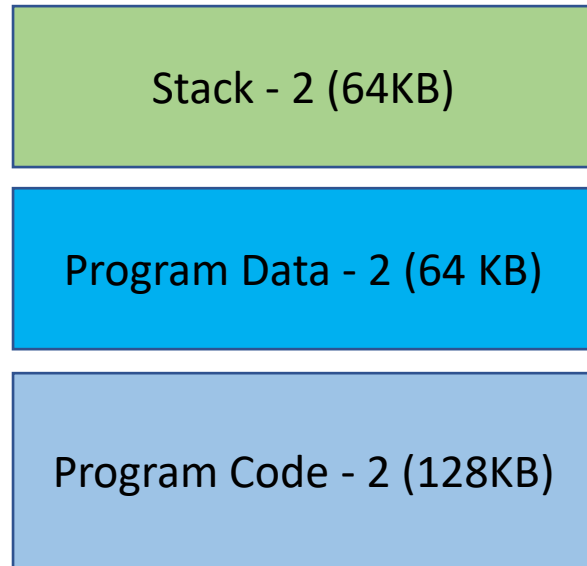 Stack - 2 (64KB)
Program Data - 2 (64 KB)
Program Code - 2 (128KB)